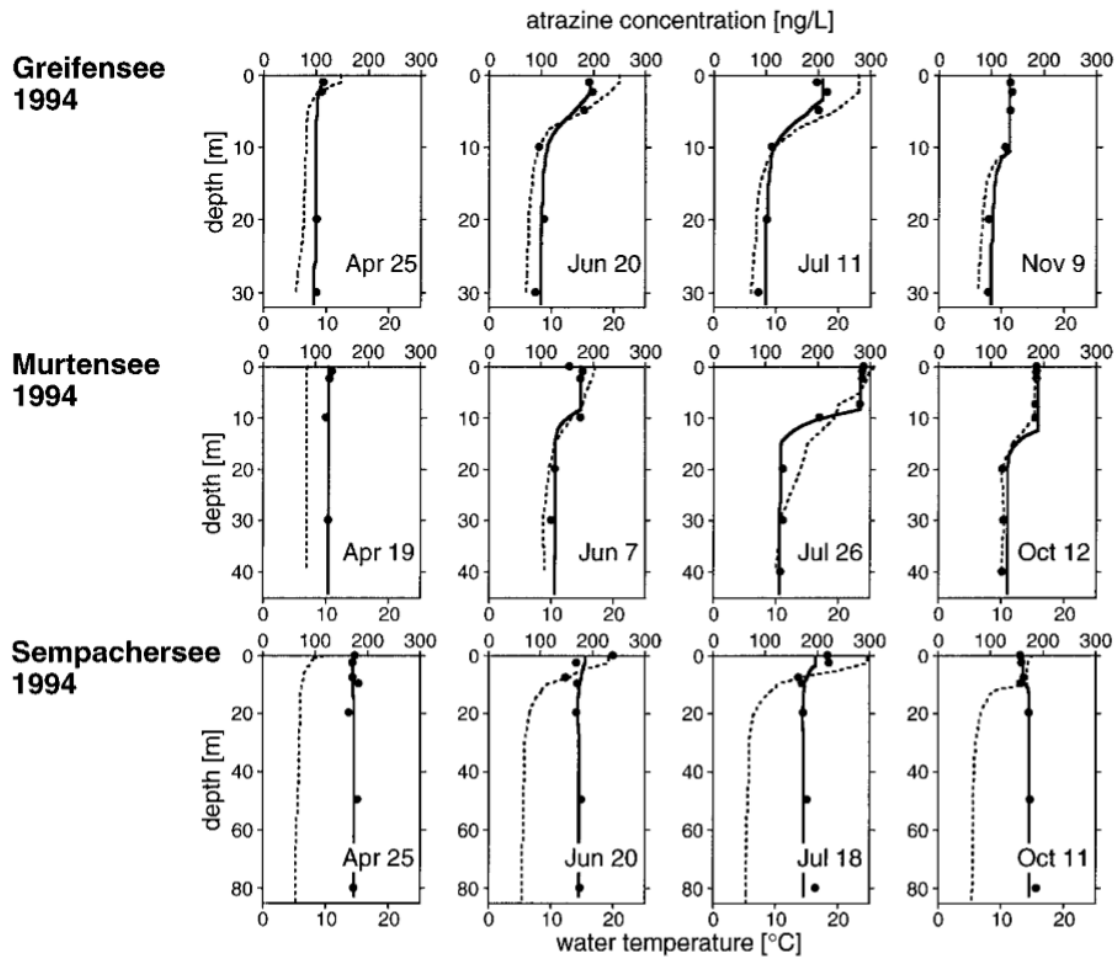 atrazine concentration [ng/L]
Greifensee
1994
0 100 200 300 0 100 200 300 0 100 200 300 0 100 200 300
0
10
20
30
depth [m]
Apr 25 Jun 20 Jul 11 Nov 9
0 10 20 0 10 20 0 10 20 0 10 20
Murtensee
1994
0 100 200 300 0 100 200 300 0 100 200 300 0 100 200 300
0
10
20
30
40
depth [m]
Apr 19 Jun 7 Jul 26 Oct 12
0 10 20 0 10 20 0 10 20 0 10 20
Sempachersee
1994
0 100 200 300 0 100 200 300 0 100 200 300 0 100 200 300
0
20
40
60
80
depth [m]
Apr 25 Jun 20 Jul 18 Oct 11
0 10 20 0 10 20 0 10 20 0 10 20
water temperature [°C]